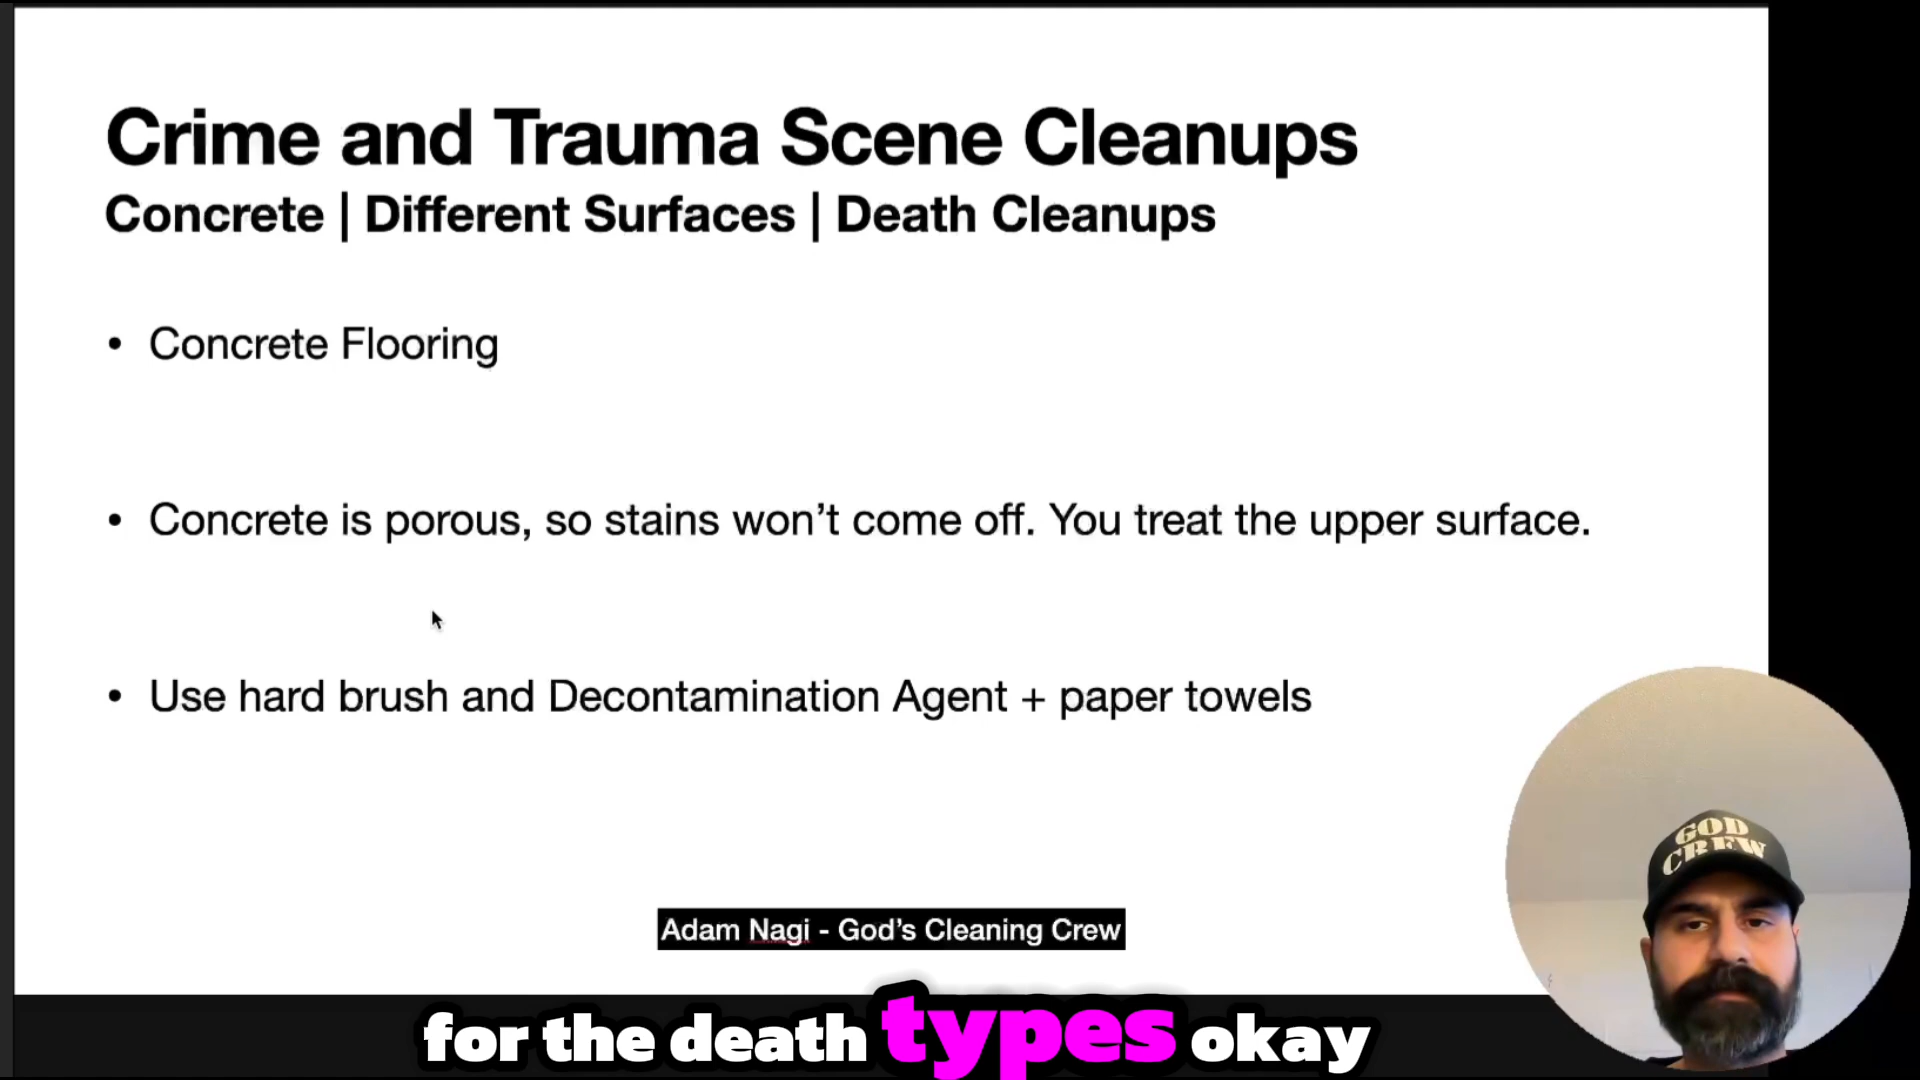 Crime and Trauma Scene Cleanups
Concrete | Different Surfaces | Death Cleanups
• Concrete Flooring
• Concrete is porous, so stains won’t come off. You treat the upper surface.
• Use hard brush and Decontamination Agent + paper towels
GOD
CREW
Adam Nagi - God’s Cleaning Crew
for the death types okay